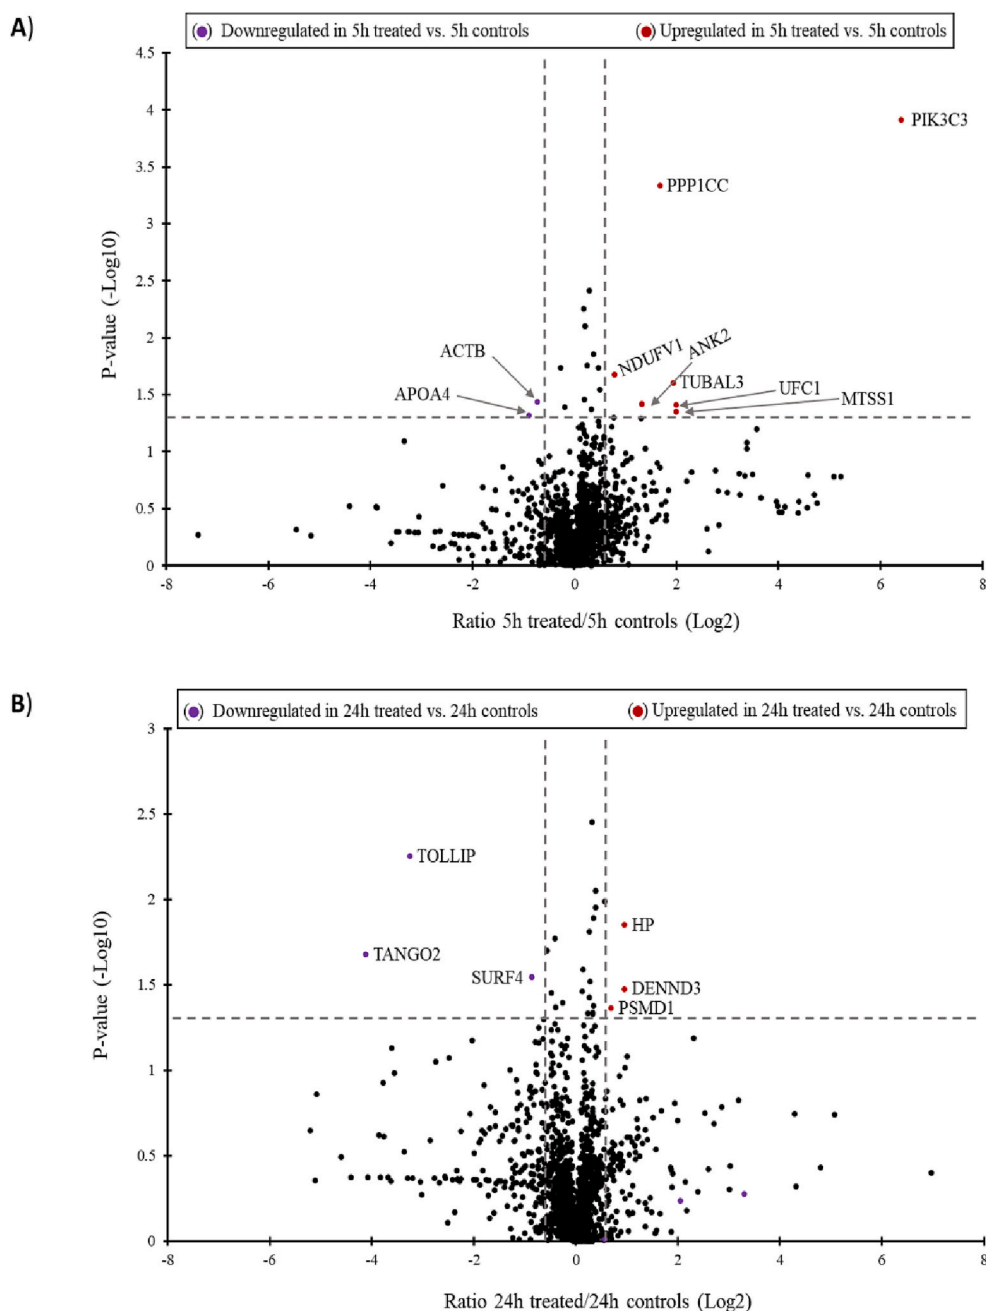 A)
(●) Downregulated in 5h treated vs. 5h controls (●) Upregulated in 5h treated vs. 5h controls
4.5
4
3.5
3
2.5
2
1.5
1
0.5
0
P-value (-Log10)
PIK3C3
PPP1CC
NDUFV1
ANK2
ACTB
TUBAL3
UFC1
APOA4
MTSS1
-8 -6 -4 -2 0 2 4 6 8
Ratio 5h treated/5h controls (Log2)
B)
(●) Downregulated in 24h treated vs. 24h controls (●) Upregulated in 24h treated vs. 24h controls
3
2.5
2
1.5
1
0.5
0
P-value (-Log10)
TOLLIP
HP
TANGO2
SURF4
DENND3
PSMD1
-8 -6 -4 -2 0 2 4 6 8
Ratio 24h treated/24h controls (Log2)